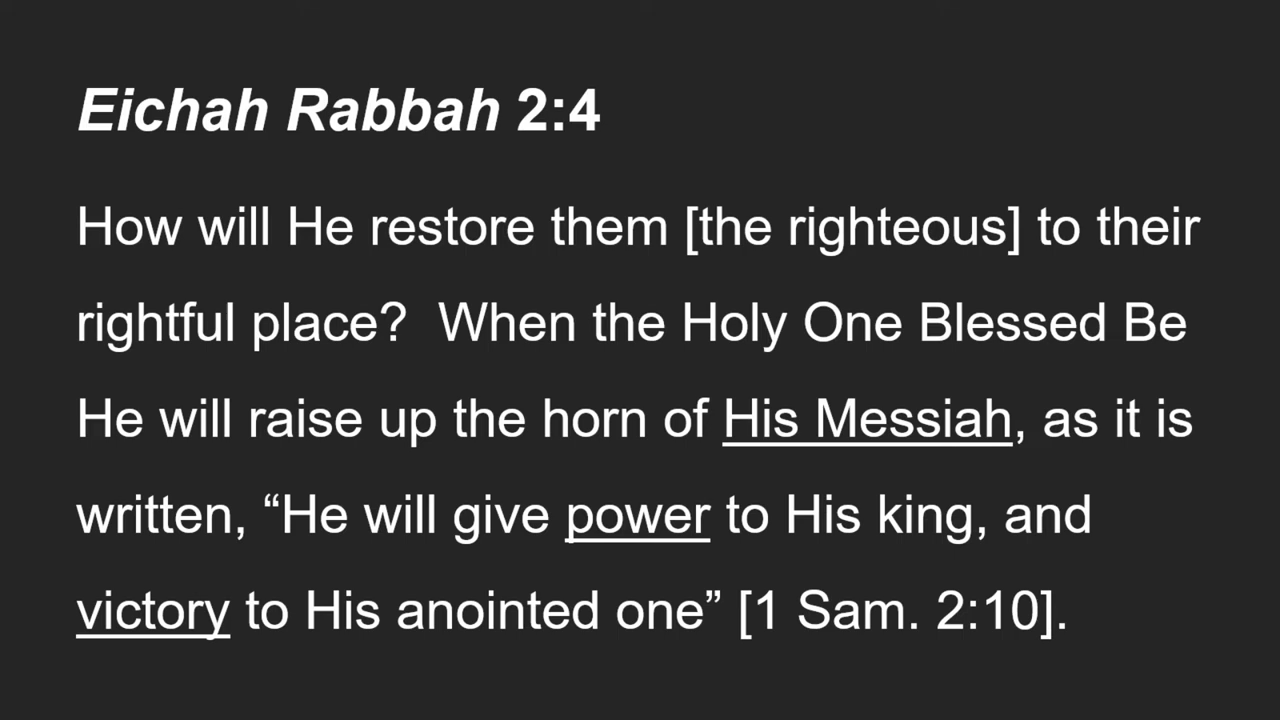 Eichah Rabbah 2:4
How will He restore them [the righteous] to their
rightful place?  When the Holy One Blessed Be
He will raise up the horn of His Messiah, as it is
written, “He will give power to His king, and
victory to His anointed one” [1 Sam. 2:10].